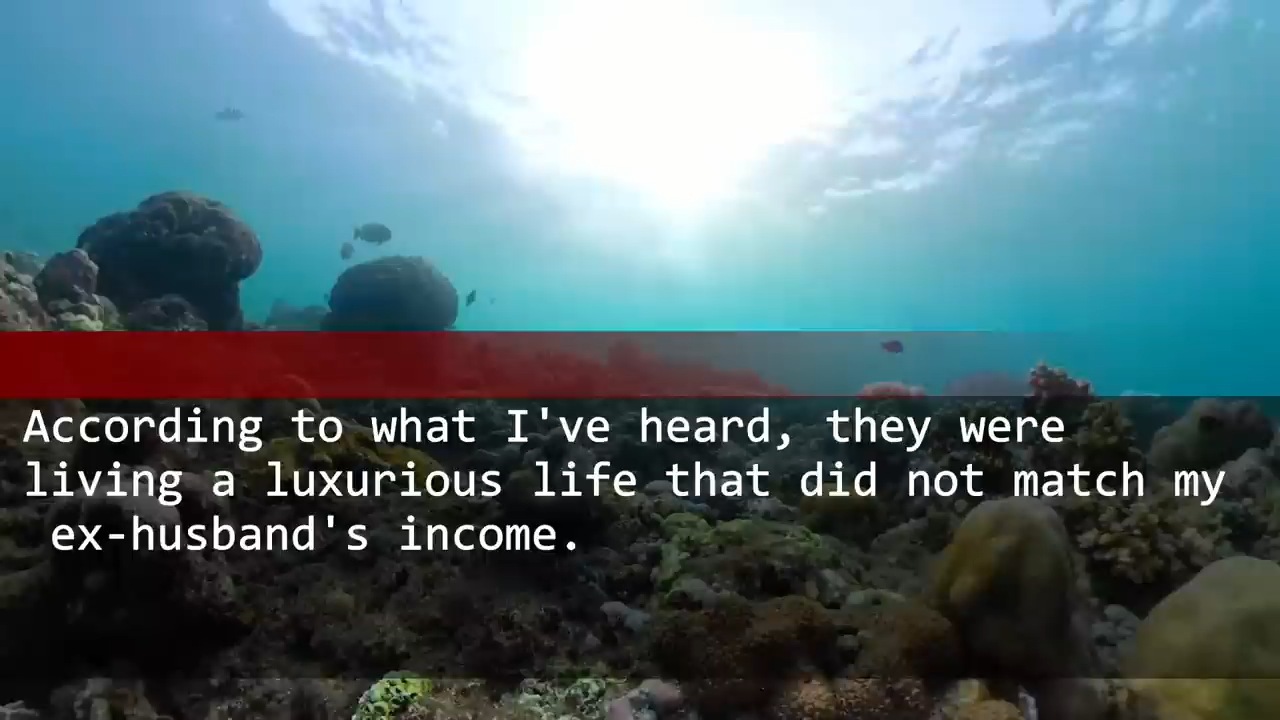 According to what I've heard, they were
living a luxurious life that did not match my
ex-husband's income.